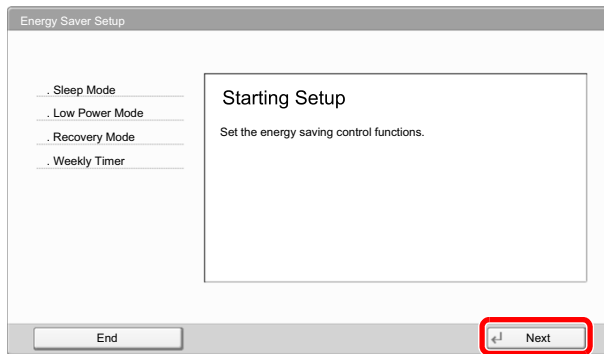 Energy Saver Setup
. Sleep Mode
. Low Power Mode
. Recovery Mode
. Weekly Timer
Starting Setup
Set the energy saving control functions.
End
Next